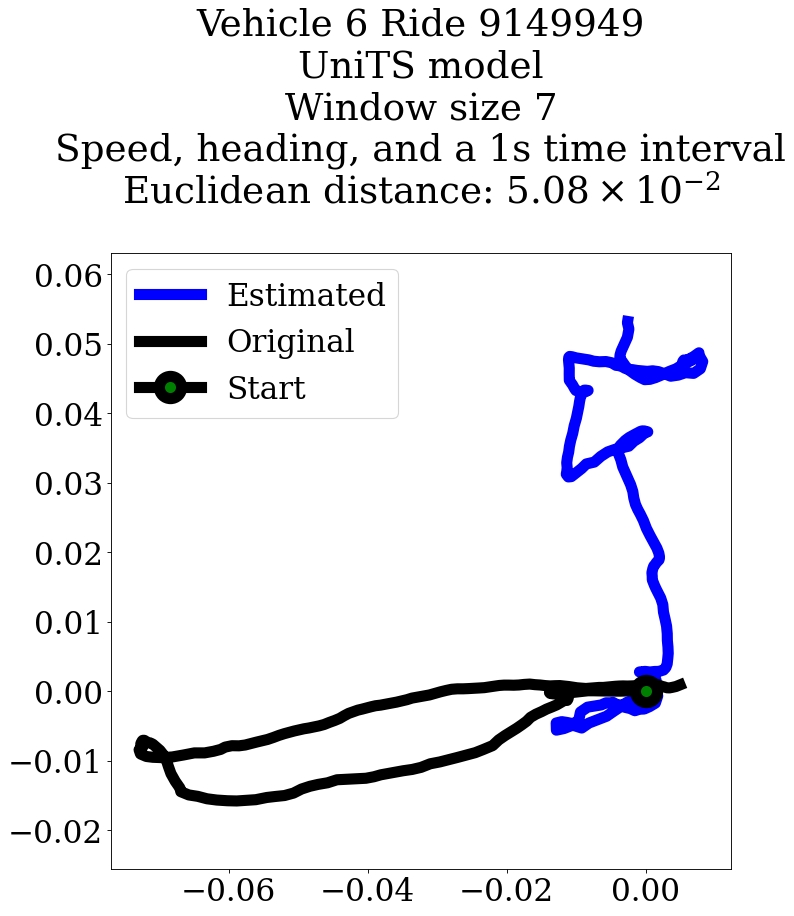 Vehicle 6 Ride 9149949
UniTS model
Window size 7
Speed, heading, and a 1s time interval
Euclidean distance: 5.08 × 10⁻²
Estimated
Original
Start
0.06
0.05
0.04
0.03
0.02
0.01
0.00
−0.01
−0.02
−0.06 −0.04 −0.02 0.00